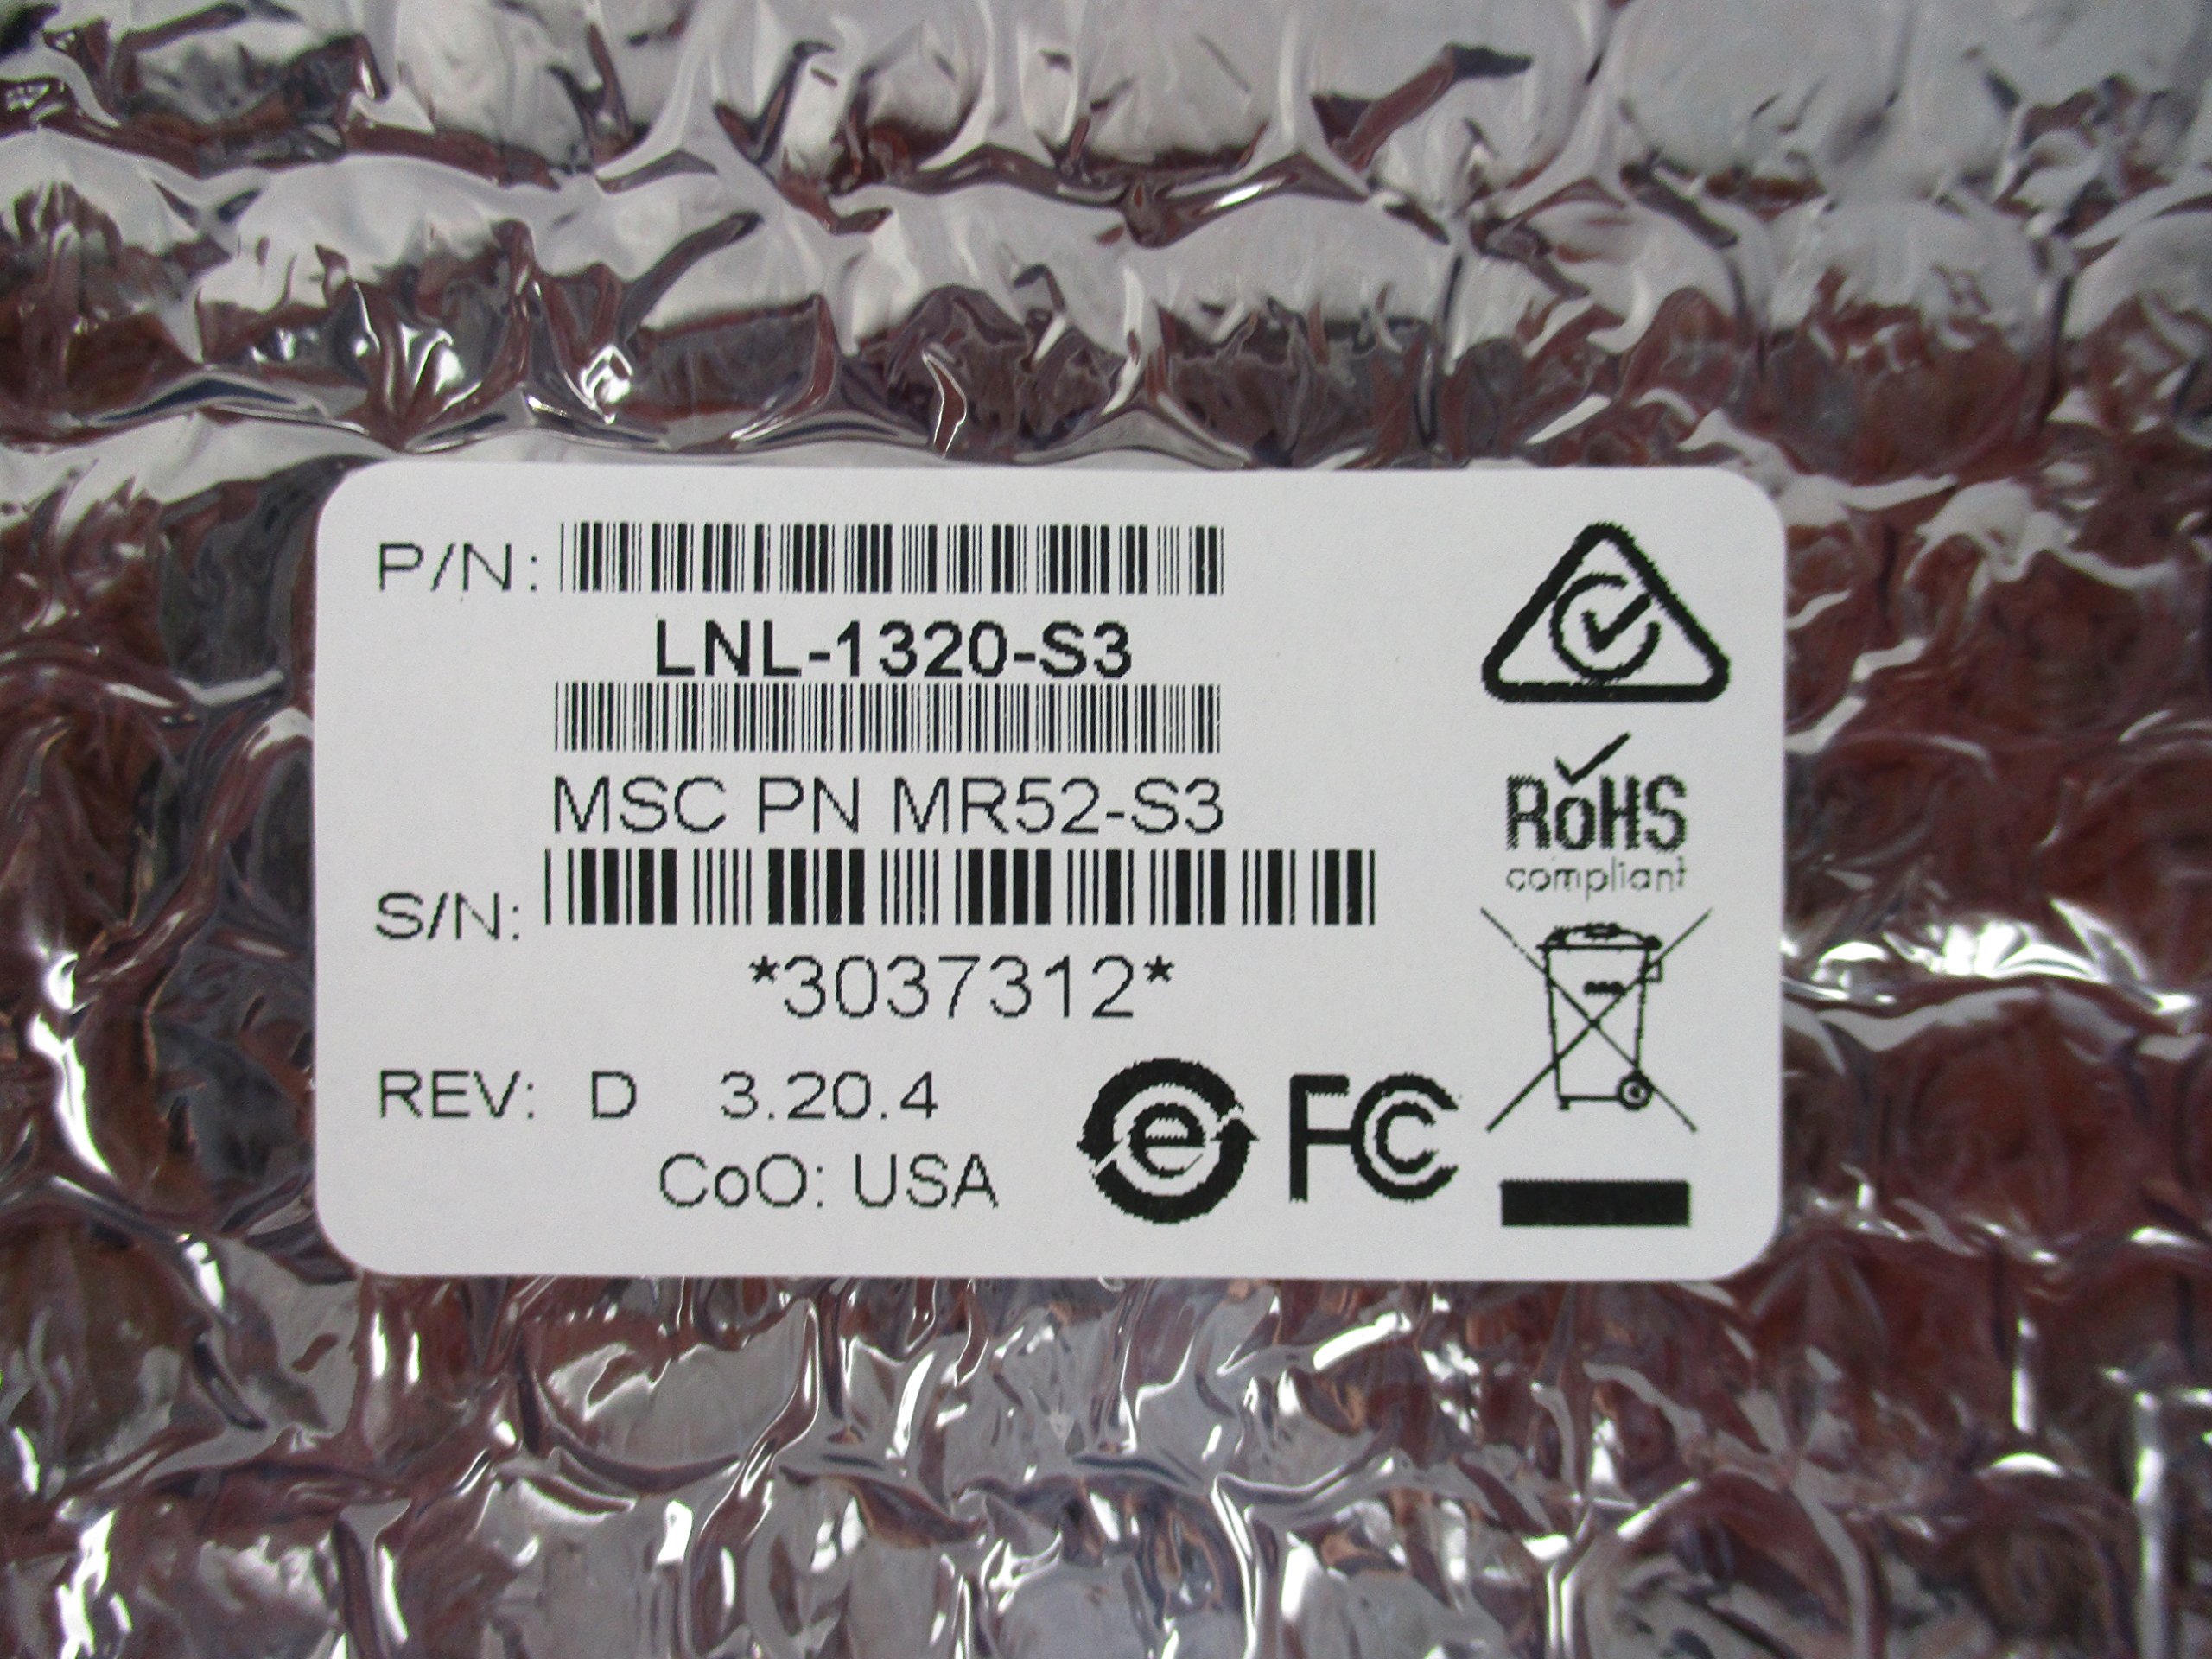 P/N:
LNL-1320-S3
MSC PN MR52-S3
S/N:
*3037312*
REV: D 3.20.4
CoO: USA
e FC
RoHS
compliant